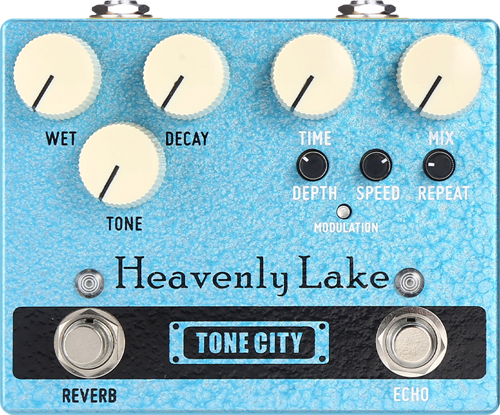 WET DECAY TIME MIX
TONE DEPTH SPEED REPEAT
MODULATION
Heavenly Lake
TONE CITY
REVERB ECHO